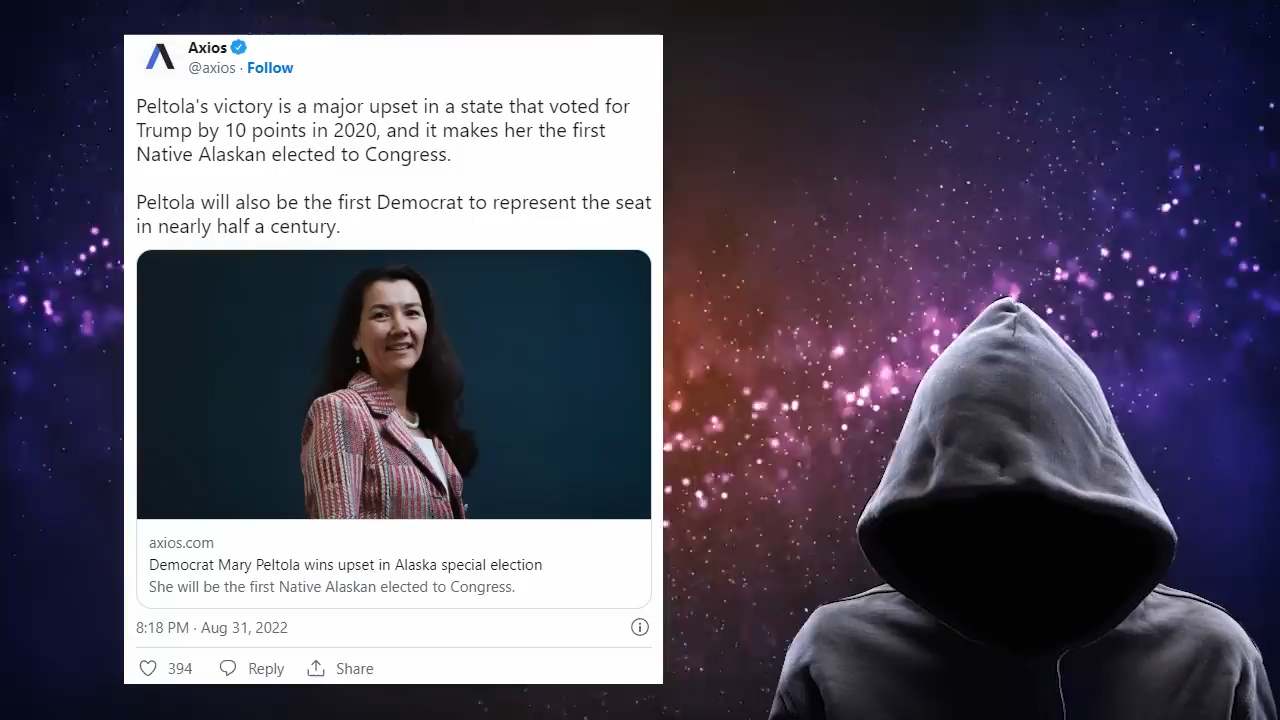 Axios
@axios · Follow
Peltola's victory is a major upset in a state that voted for
Trump by 10 points in 2020, and it makes her the first
Native Alaskan elected to Congress.
Peltola will also be the first Democrat to represent the seat
in nearly half a century.
axios.com
Democrat Mary Peltola wins upset in Alaska special election
She will be the first Native Alaskan elected to Congress.
8:18 PM · Aug 31, 2022
394 Reply Share